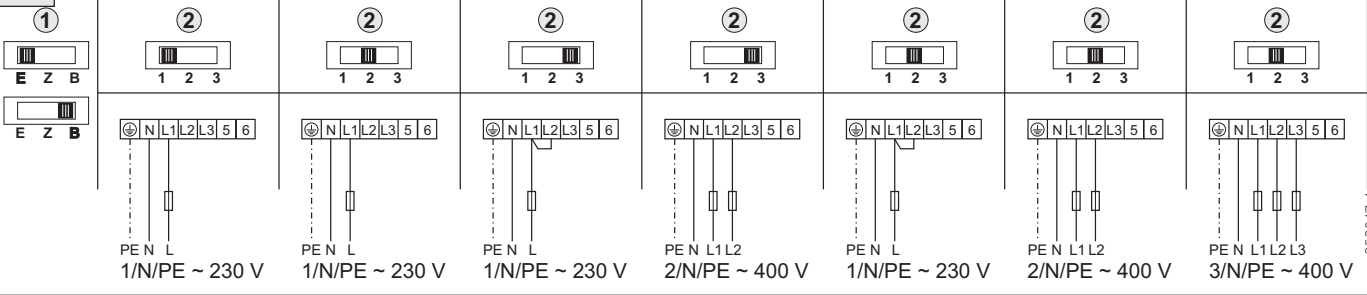 1 2 2 2 2 2 2 2
E Z B 1 2 3 1 2 3 1 2 3 1 2 3 1 2 3 1 2 3 1 2 3
E Z B N L1 L2 L3 5 6 N L1 L2 L3 5 6 N L1 L2 L3 5 6 N L1 L2 L3 5 6 N L1 L2 L3 5 6 N L1 L2 L3 5 6 N L1 L2 L3 5 6
PE N L PE N L PE N L PE N L1 L2 PE N L PE N L1 L2 PE N L1 L2 L3
1/N/PE ~ 230 V 1/N/PE ~ 230 V 1/N/PE ~ 230 V 2/N/PE ~ 400 V 1/N/PE ~ 230 V 2/N/PE ~ 400 V 3/N/PE ~ 400 V